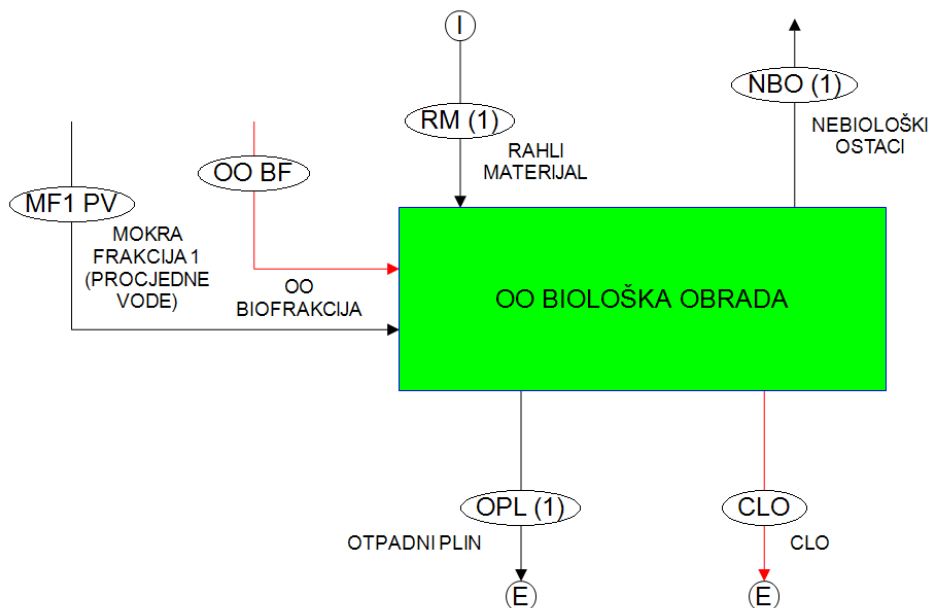 I
NBO (1)
RM (1)
NEBIOLOŠKI
OSTACI
RAHLI
MATERIJAL
OO BF
MF1 PV
MOKRA
FRAKCIJA 1
(PROCJEDNE
VODE)
OO
BIOFRAKCIJA
OO BIOLOŠKA OBRADA
OPL (1)
CLO
OTPADNI PLIN
CLO
E
E